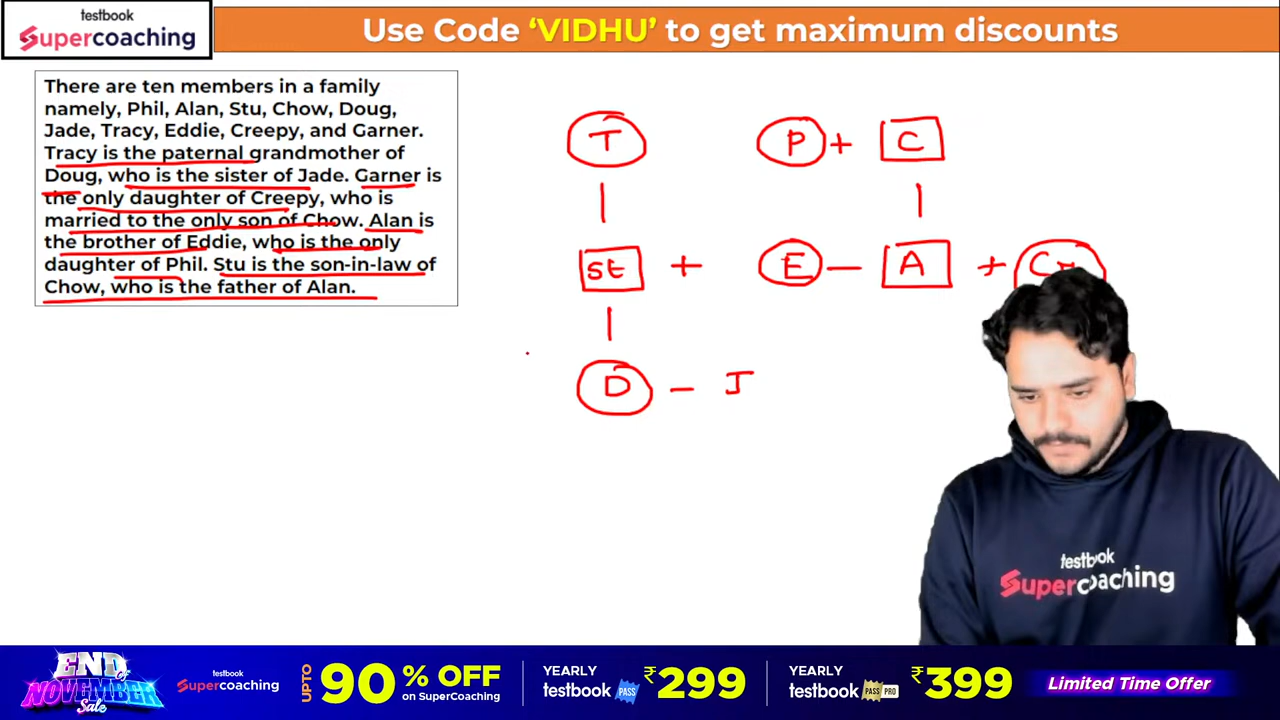 testbook
Supercoaching
Use Code ‘VIDHU’ to get maximum discounts
There are ten members in a family
namely, Phil, Alan, Stu, Chow, Doug,
Jade, Tracy, Eddie, Creepy, and Garner.
Tracy is the paternal grandmother of
Doug, who is the sister of Jade. Garner is
the only daughter of Creepy, who is
married to the only son of Chow. Alan is
the brother of Eddie, who is the only
daughter of Phil. Stu is the son-in-law of
Chow, who is the father of Alan.
T P + C
St + E – A +
D – J
testbook
Supercoaching
END OF NOVEMBER Sale
testbook
Supercoaching
UPTO 90% OFF
on SuperCoaching
YEARLY
testbook PASS
₹299
YEARLY
testbook PASS PRO
₹399
Limited Time Offer